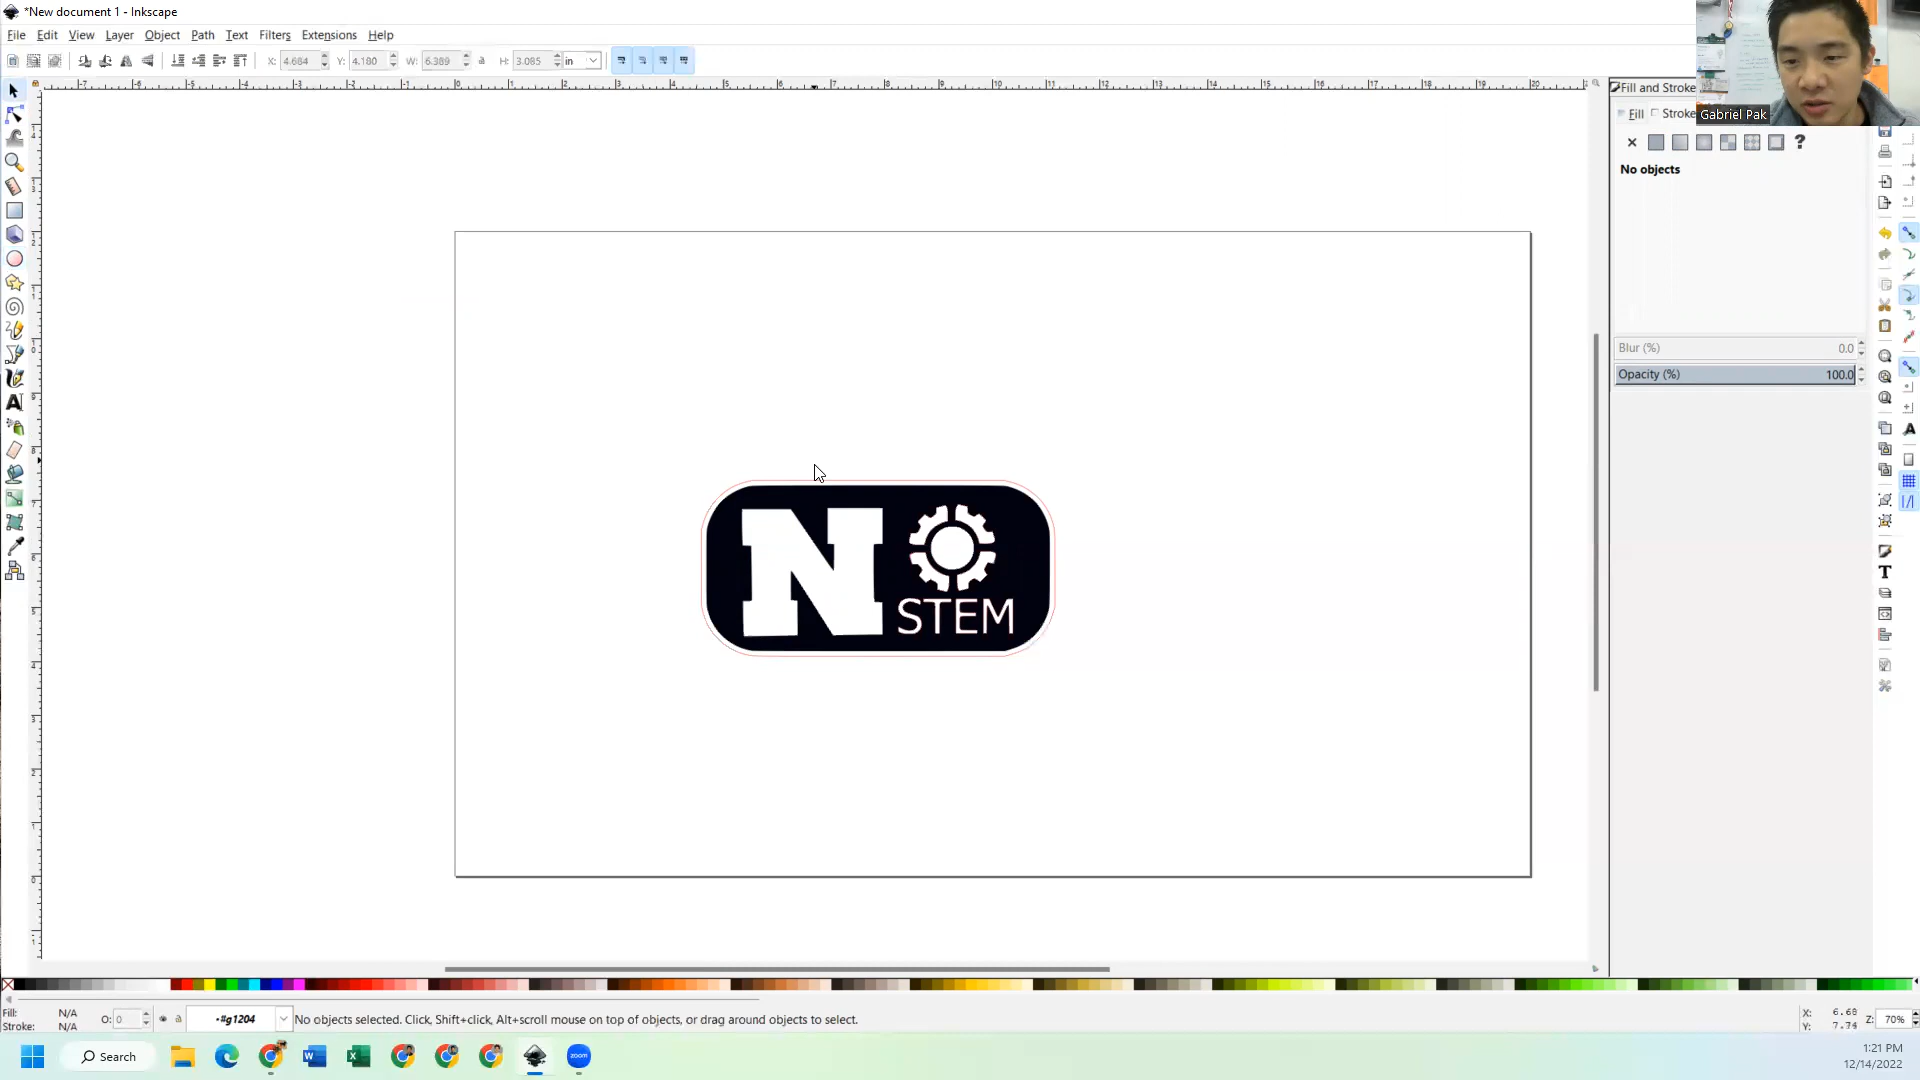 *New document 1 - Inkscape
File Edit View Layer Object Path Text Filters Extensions Help
X: 4.664 Y: 4.180 W: 6.389 H: 3.085 in
Fill and Stroke
Fill Stroke
Gabriel Pak
No objects
Blur (%) 0.0
Opacity (%) 100.0
N
STEM
Fill: N/A
Stroke: N/A
O: 0
#g1204
No objects selected. Click, Shift+click, Alt+scroll mouse on top of objects, or drag around objects to select.
X: 6.68
Y: 7.74
Z: 70%
Search
zoom
1:21 PM
12/14/2022